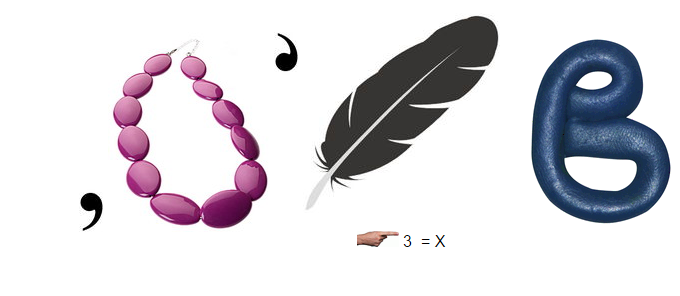 , , B
3 = X